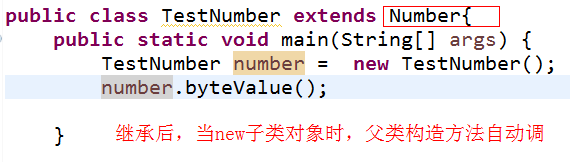 public class TestNumber extends Number{
public static void main(String[] args) {
TestNumber number =  new TestNumber();
number.byteValue();
} 继承后，当new子类对象时，父类构造方法自动调